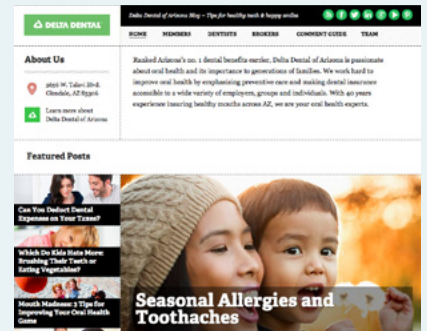 DELTA DENTAL
Delta Dental of Arizona Blog – Tips for healthy teeth & happy smiles
HOME MEMBERS DENTISTS BROKERS COMMENT GUIDE TEAM
About Us
5656 W. Talavi Blvd.
Glendale, AZ 85306
Learn more about
Delta Dental of Arizona
Ranked Arizona's no. 1 dental benefits carrier, Delta Dental of Arizona is passionate
about oral health and its importance to generations of families. We work hard to
improve oral health by emphasizing preventive care and making dental insurance
accessible to a wide variety of employers, groups and individuals. With 40 years
experience insuring healthy mouths across AZ, we are your oral health experts.
Featured Posts
Can You Deduct Dental
Expenses on Your Taxes?
Which Do Kids Hate More:
Brushing Their Teeth or
Eating Vegetables?
Mouth Madness: 3 Tips for
Improving Your Oral Health
Game
Seasonal Allergies and
Toothaches